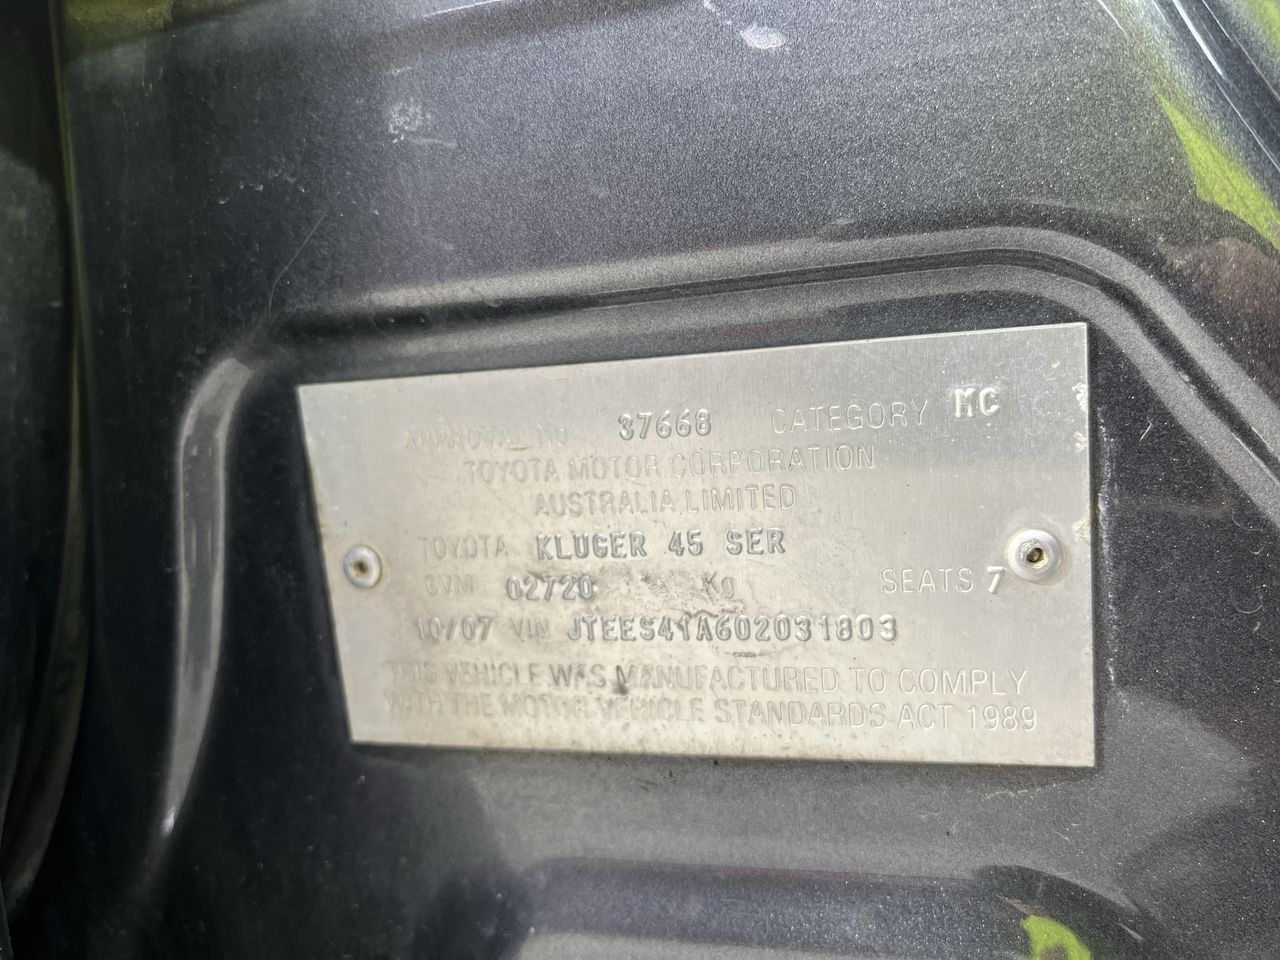 APPROVAL No 37668 CATEGORY MC
TOYOTA MOTOR CORPORATION
AUSTRALIA LIMITED
TOYOTA KLUGER 45 SER
GVM 02720 Kg SEATS 7
10/07 VIN JTEES41A602031803
THIS VEHICLE WAS MANUFACTURED TO COMPLY
WITH THE MOTOR VEHICLE STANDARDS ACT 1989